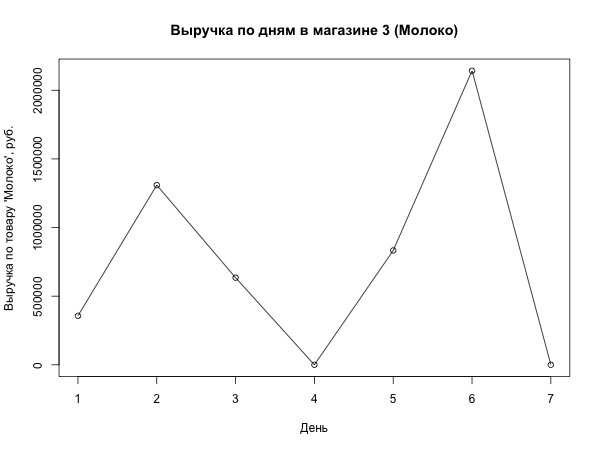 Выручка по дням в магазине 3 (Молоко)
Выручка по товару 'Молоко', руб.
2000000
1500000
1000000
500000
0
1 2 3 4 5 6 7
День